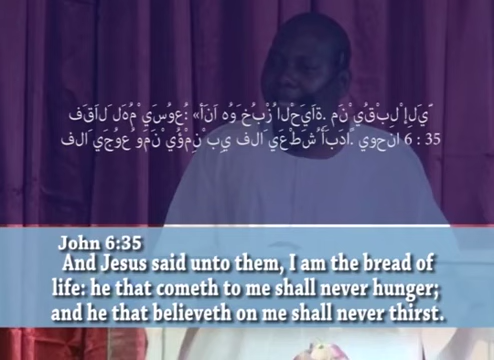 فَقَالَ لَهُمْ يَسُوعُ: «أَنَا هُوَ خُبْزُ الْحَيَاةِ. مَنْ يُقْبِلْ إِلَيَّ
فَلاَ يَجُوعُ وَمَنْ يُؤْمِنْ بِي فَلاَ يَعْطَشُ أَبَداً. يوحنا 6 : 35
John 6:35
And Jesus said unto them, I am the bread of
life: he that cometh to me shall never hunger;
and he that believeth on me shall never thirst.